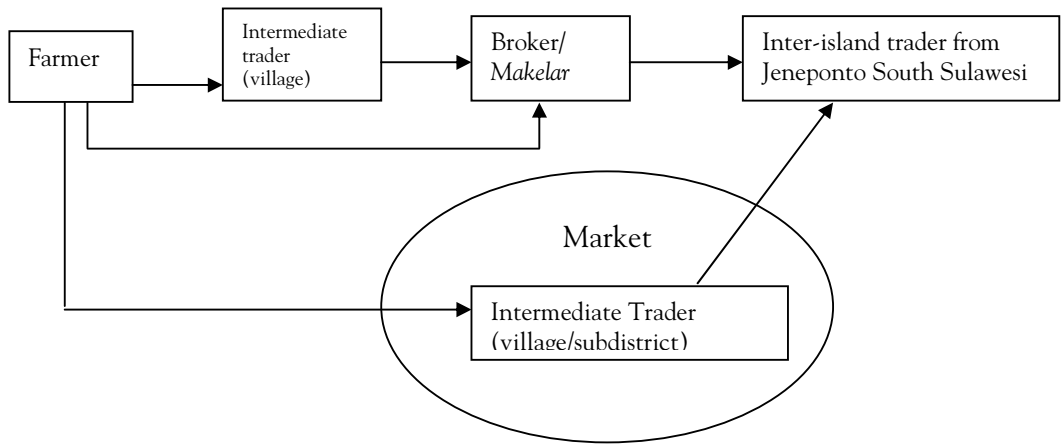 Farmer
Intermediate
trader
(village)
Broker/
Makelar
Inter-island trader from
Jeneponto South Sulawesi
Market
Intermediate Trader
(village/subdistrict)